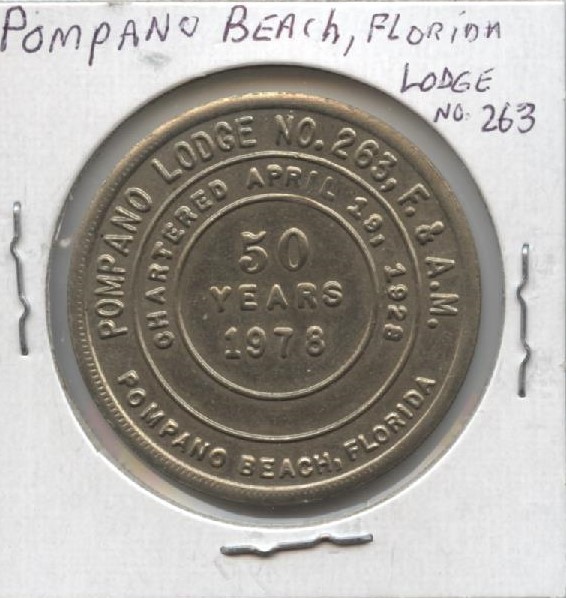 POMPANO BEACH, FLORIDA
LODGE
NO. 263
POMPANO LODGE NO. 263, F. & A.M.
CHARTERED APRIL 19, 1928
50
YEARS
1978
POMPANO BEACH, FLORIDA